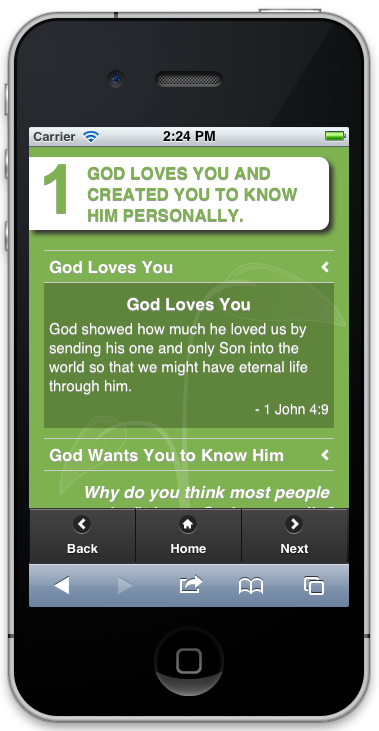 Carrier 2:24 PM
1
GOD LOVES YOU AND
CREATED YOU TO KNOW
HIM PERSONALLY.
God Loves You
God Loves You
God showed how much he loved us by
sending his one and only Son into the
world so that we might have eternal life
through him.
- 1 John 4:9
God Wants You to Know Him
Why do you think most people
Back Home Next